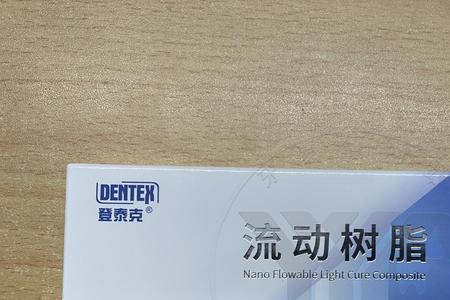 DENTEX
登泰克®
流动树脂
Nano Flowable Light Cure Composite